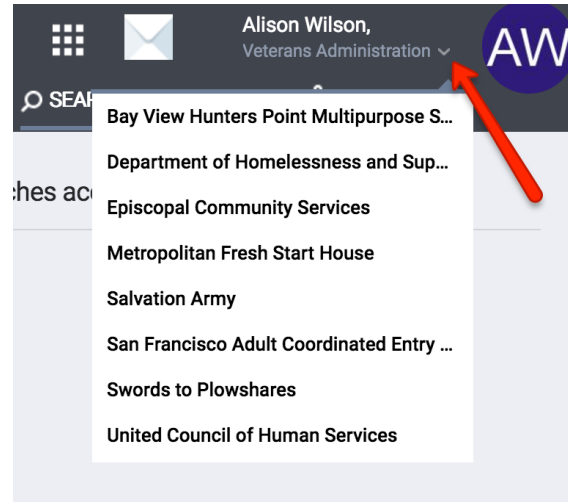 Alison Wilson,
Veterans Administration
AW
SEAR
Bay View Hunters Point Multipurpose S...
ches acc
Department of Homelessness and Sup...
Episcopal Community Services
Metropolitan Fresh Start House
Salvation Army
San Francisco Adult Coordinated Entry ...
Swords to Plowshares
United Council of Human Services